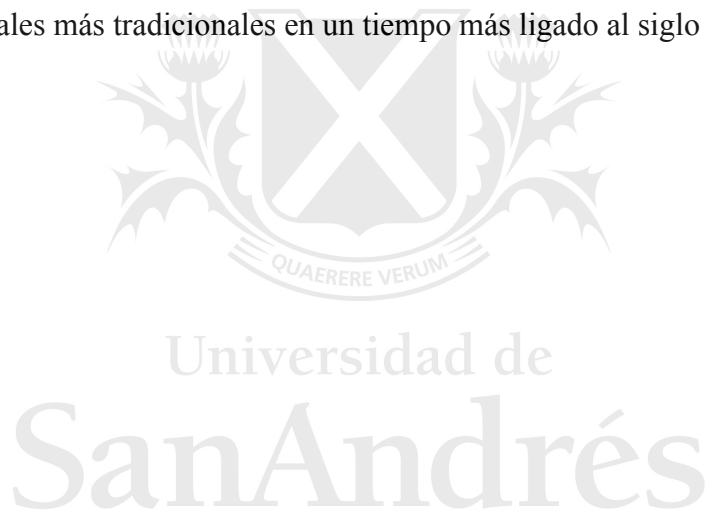 ales más tradicionales en un tiempo más ligado al siglo
QUAERERE VERUM
Universidad de
SanAndrés